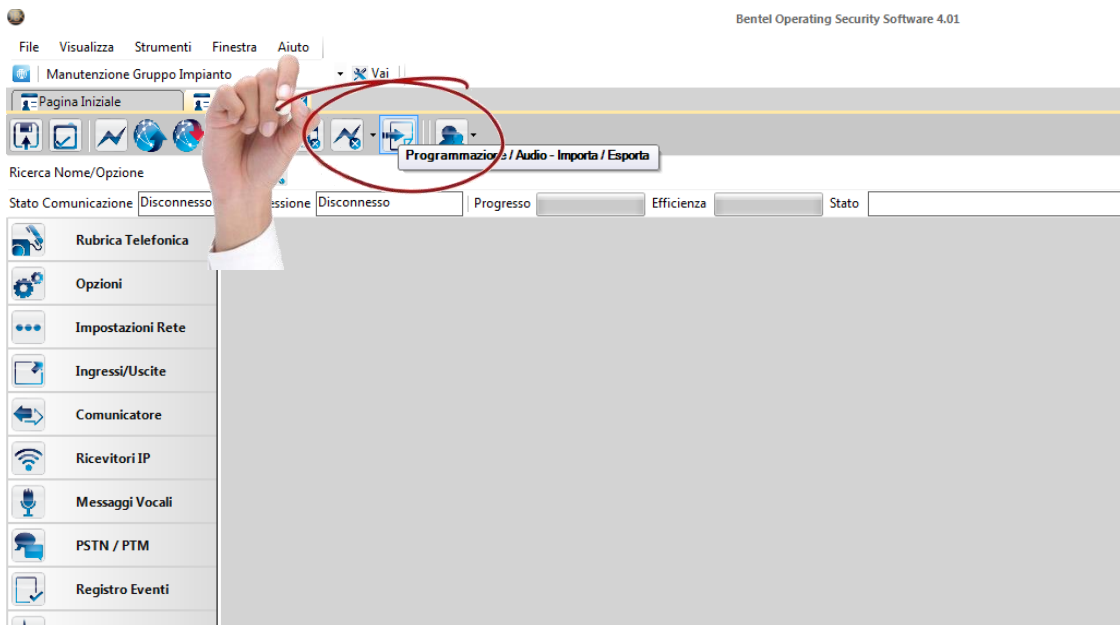 Bentel Operating Security Software 4.01
File Visualizza Strumenti Finestra Aiuto
Manutenzione Gruppo Impianto Vai
Pagina Iniziale
Programmazione / Audio - Importa / Esporta
Ricerca Nome/Opzione
Stato Comunicazione Disconnesso essione Disconnesso Progresso Efficienza Stato
Rubrica Telefonica
Opzioni
Impostazioni Rete
Ingressi/Uscite
Comunicatore
Ricevitori IP
Messaggi Vocali
PSTN / PTM
Registro Eventi